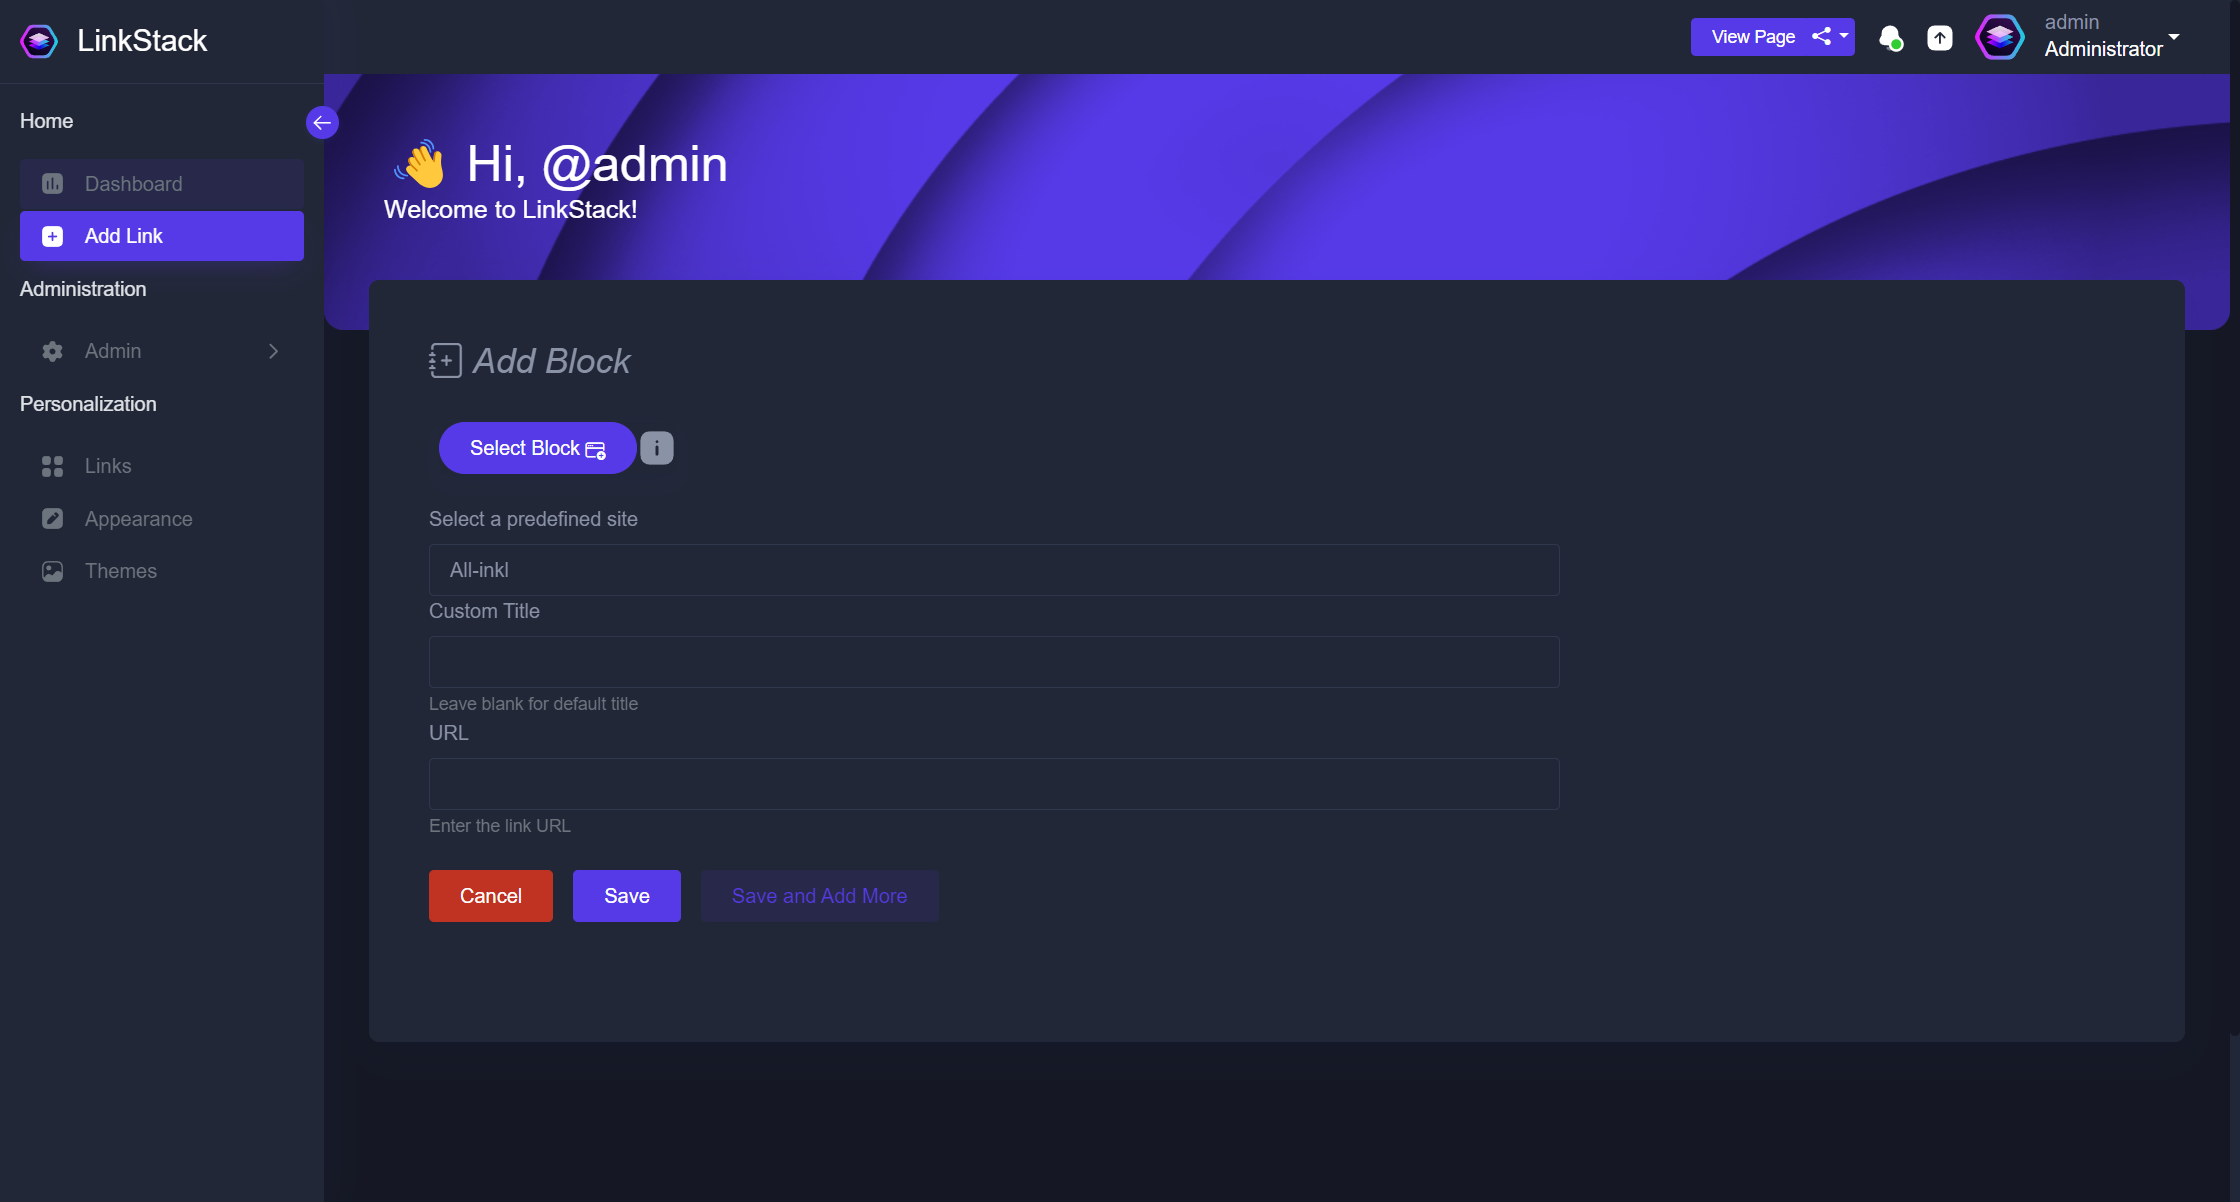 LinkStack
View Page
admin
Administrator
Home
Dashboard
Add Link
Administration
Admin
Personalization
Links
Appearance
Themes
👋 Hi, @admin
Welcome to LinkStack!
Add Block
Select Block
Select a predefined site
All-inkl
Custom Title
Leave blank for default title
URL
Enter the link URL
Cancel
Save
Save and Add More